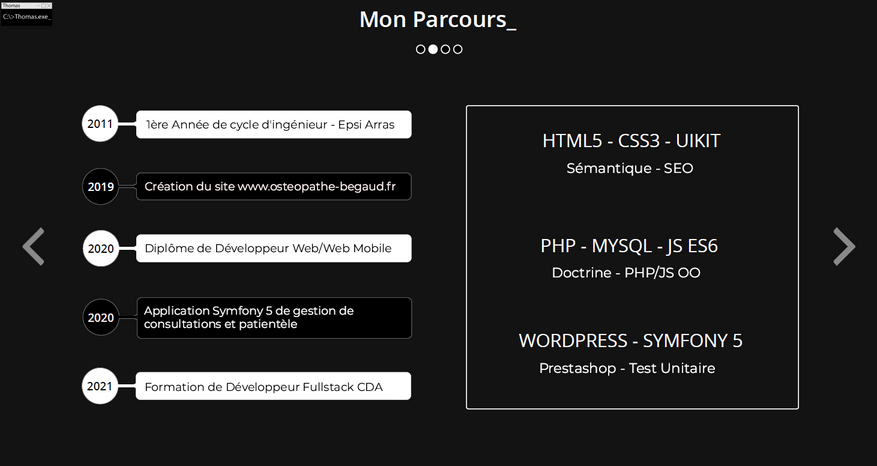 Thomas
C:\>Thomas.exe_
Mon Parcours_
2011
1ère Année de cycle d'ingénieur - Epsi Arras
2019
Création du site www.osteopathe-begaud.fr
2020
Diplôme de Développeur Web/Web Mobile
2020
Application Symfony 5 de gestion de
consultations et patientèle
2021
Formation de Développeur Fullstack CDA
HTML5 - CSS3 - UIKIT
Sémantique - SEO
PHP - MYSQL - JS ES6
Doctrine - PHP/JS OO
WORDPRESS - SYMFONY 5
Prestashop - Test Unitaire